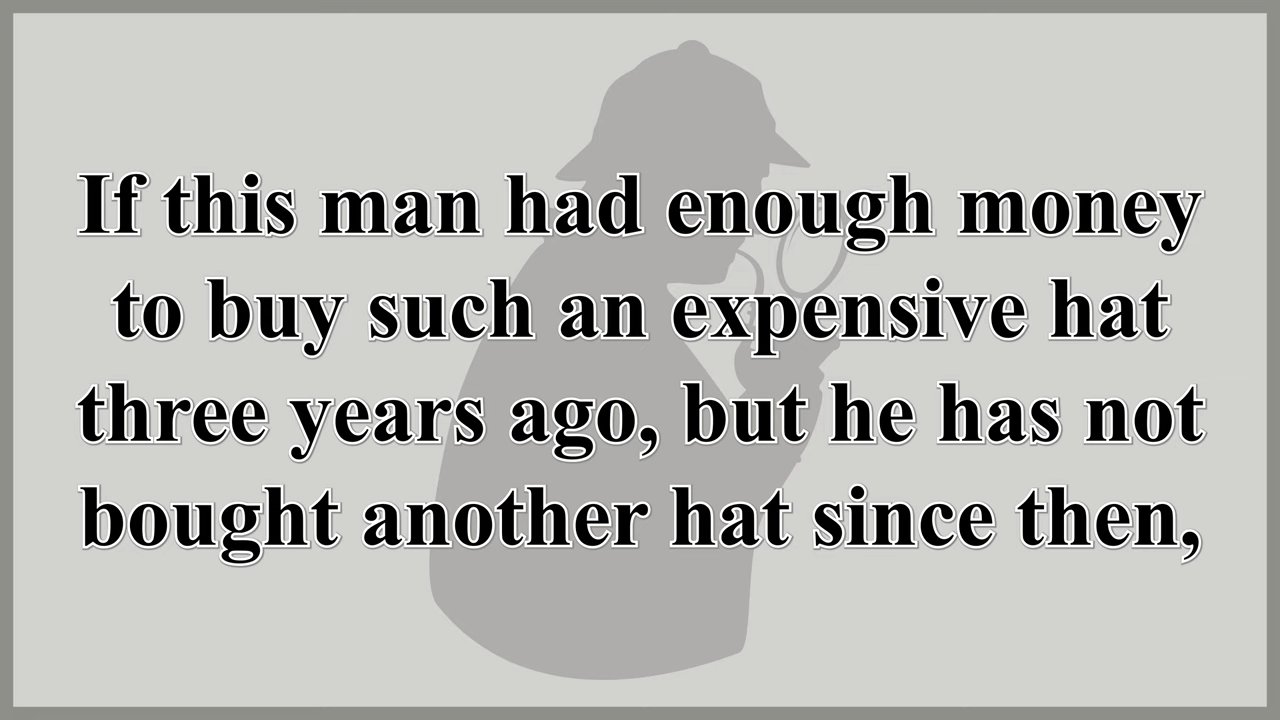 If this man had enough money
to buy such an expensive hat
three years ago, but he has not
bought another hat since then,